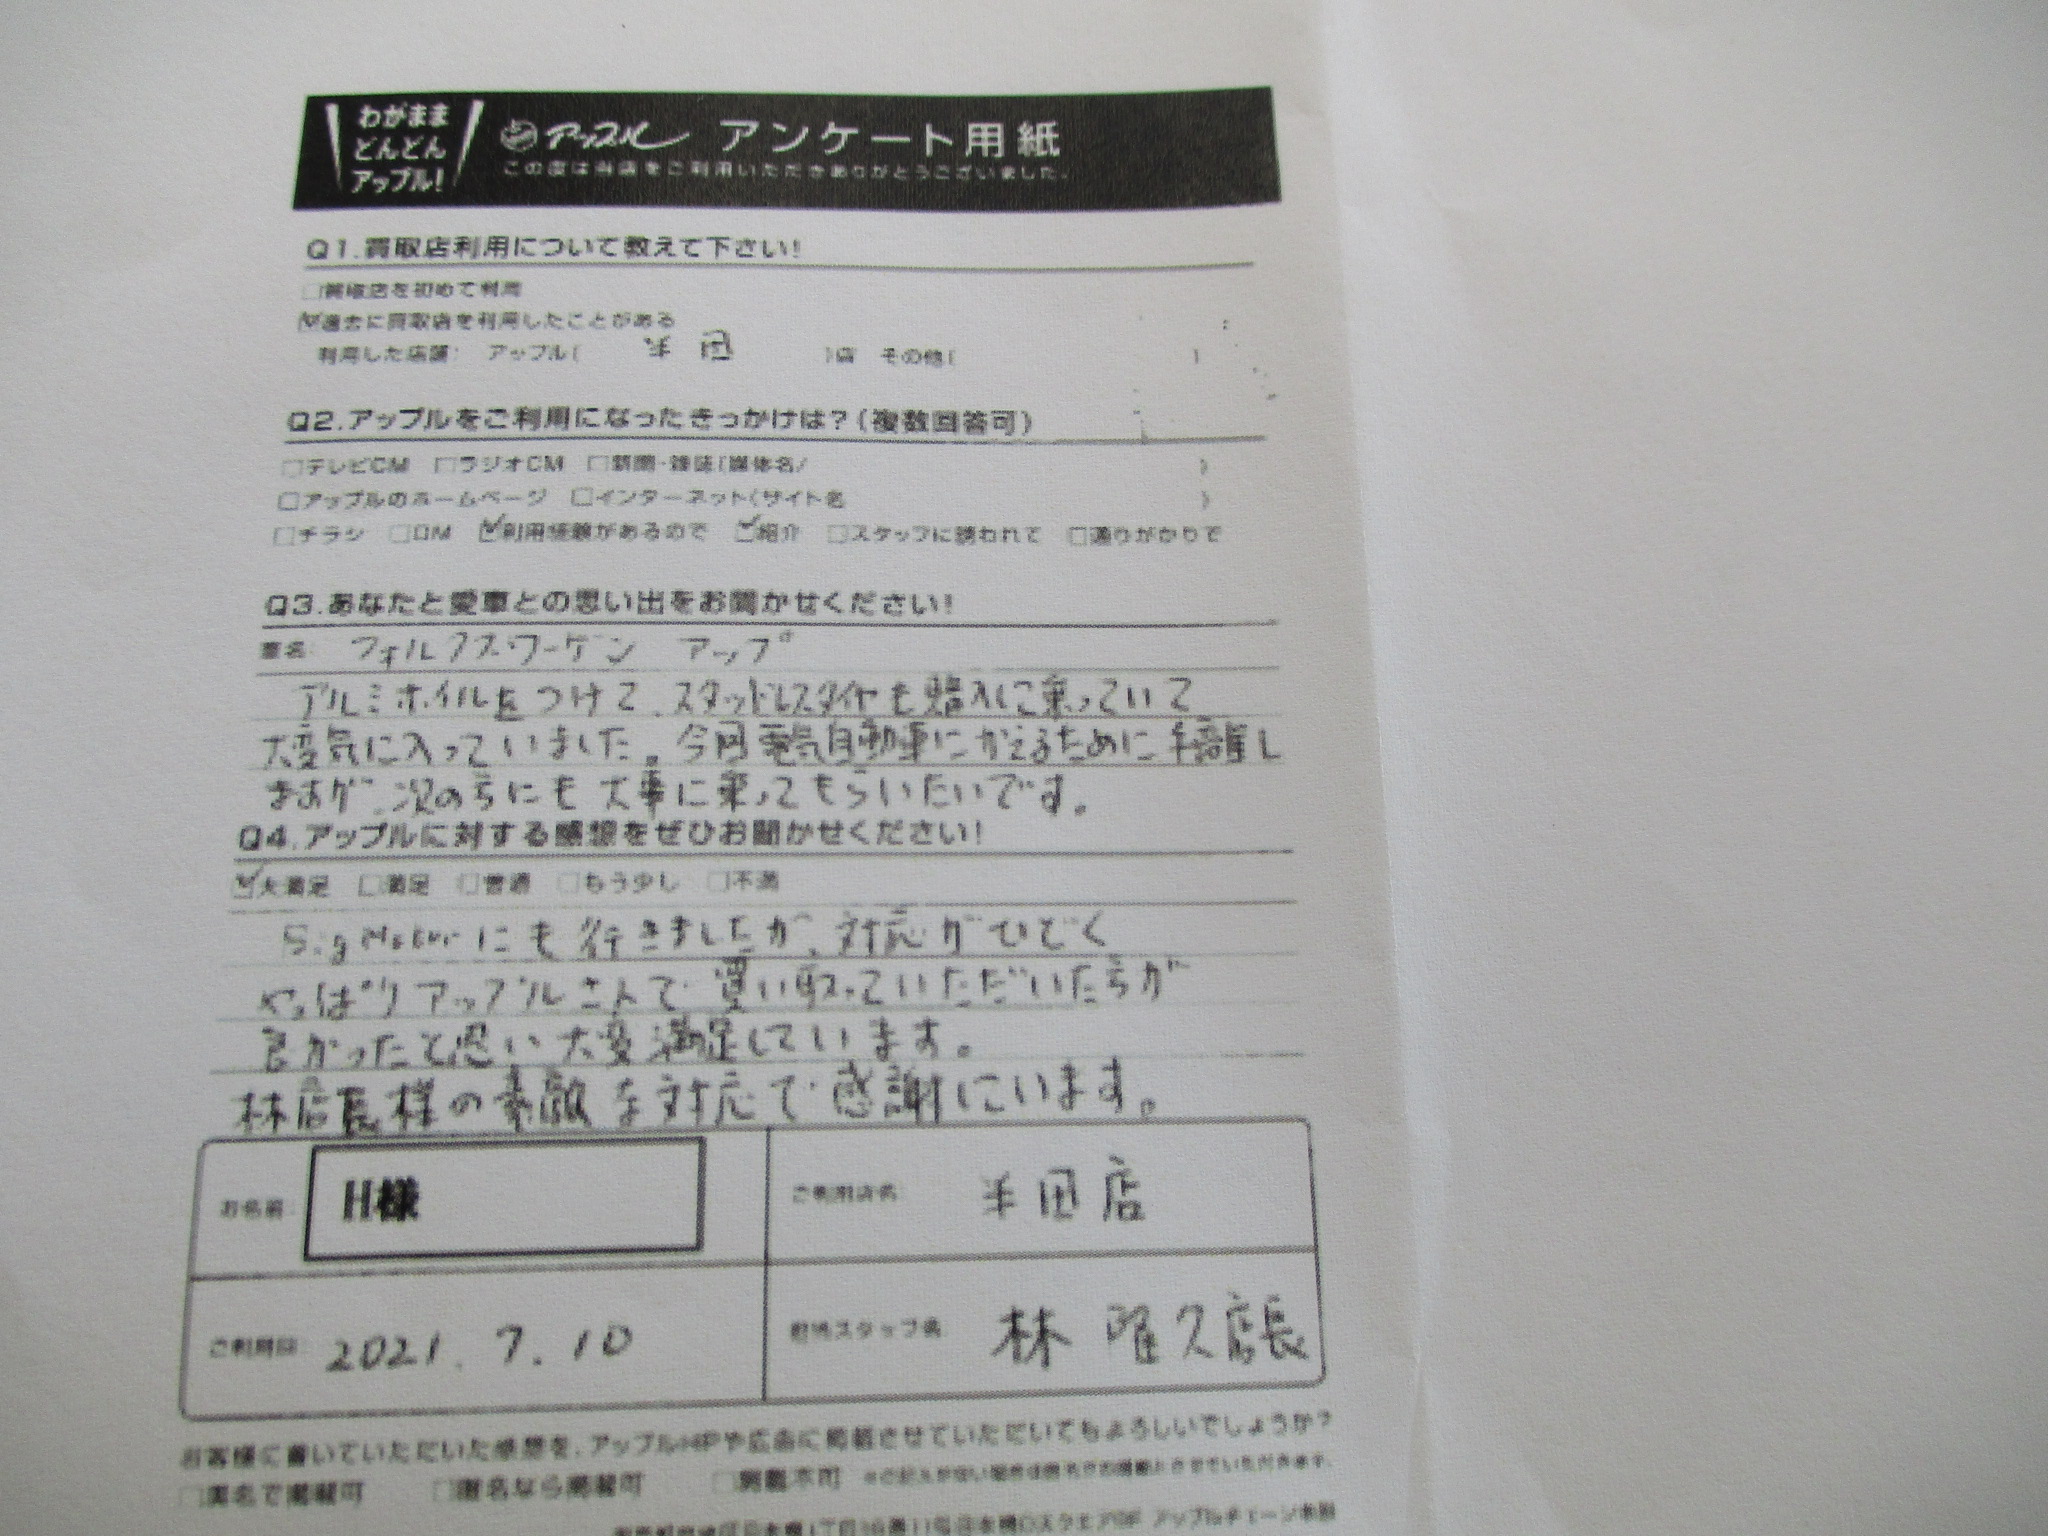 わがまま
どんどん
アップル!
アップル アンケート用紙
この度は当店をご利用いただきありがとうございました。
Q1.買取店利用について教えて下さい!
□買取店を初めて利用
☑過去に買取店を利用したことがある
利用した店舗: アップル( 半田 )店 その他( )
Q2.アップルをご利用になったきっかけは?(複数回答可)
□テレビCM □ラジオCM □新聞・雑誌(媒体名/ )
□アップルのホームページ □インターネット(サイト名 )
□チラシ □DM ☑利用経験があるので ☑紹介 □スタッフに誘われて □通りがかりで
Q3.あなたと愛車との思い出をお聞かせください!
車名: フォルクスワーゲン アップ
アルミホイルをつけて、スタッドレスタイヤも購入に乗っていて
大変気に入っていました。今回電気自動車にかえるために手離し
ますが、次の方にも大事に乗ってもらいたいです。
Q4.アップルに対する感想をぜひお聞かせください!
☑大満足 □満足 □普通 □もう少し □不満
にも行きましたが、対応がひどく
やっぱりアップルさんで買い取っていただいた方が
良かったと思い大変満足しています。
林店長様の素敵な対応で感謝にいます。
お名前: H様
ご利用店名: 半田店
ご利用日: 2021.7.10
担当スタッフ名: 林 久店長
お客様に書いていただいた感想を、アップルHPや広告に掲載させていただいてもよろしいでしょうか?
□実名で掲載可 □匿名なら掲載可 □掲載不可
アップルチェーン本部